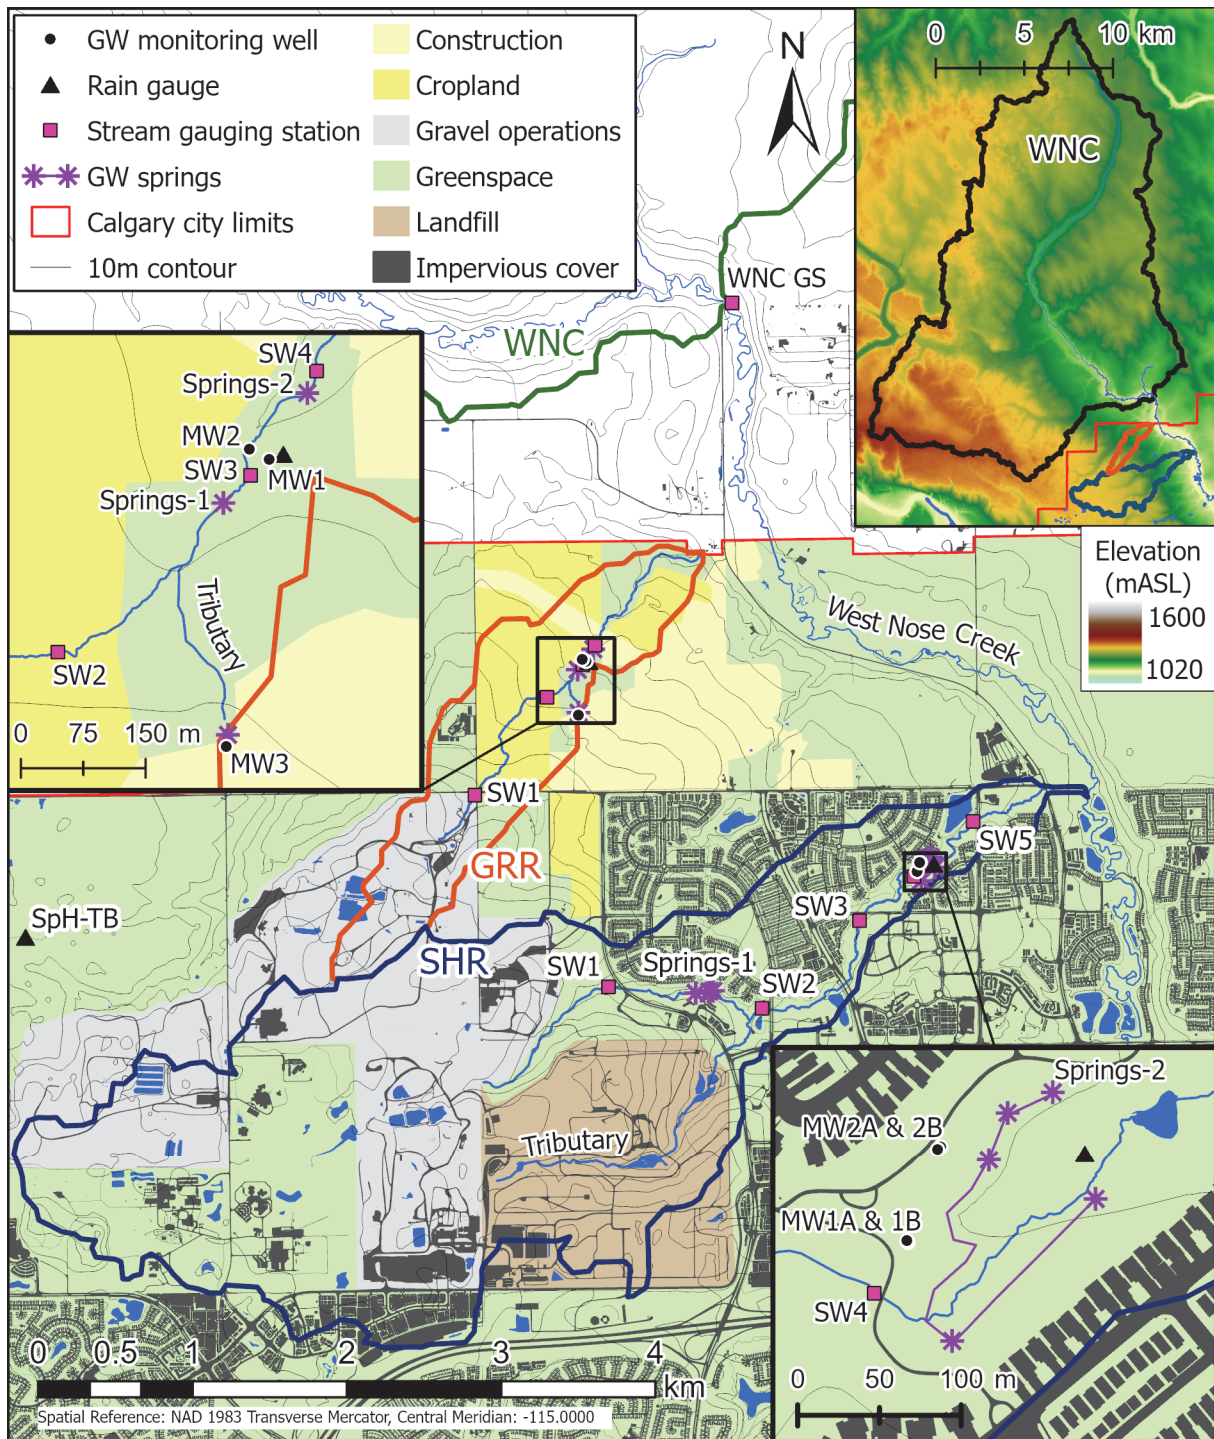 GW monitoring well
Rain gauge
Stream gauging station
GW springs
Calgary city limits
10m contour
Construction
Cropland
Gravel operations
Greenspace
Landfill
Impervious cover
N
0 5 10 km
WNC
WNC GS
WNC
SW4
Springs-2
MW2
SW3
MW1
Springs-1
Tributary
SW2
0 75 150 m
MW3
Elevation
(mASL)
1600
1020
West Nose Creek
SW1
GRR
SW5
SpH-TB
SHR
SW3
SW1
Springs-1
SW2
Tributary
Springs-2
MW2A & 2B
MW1A & 1B
SW4
0 50 100 m
0 0.5 1 2 3 4
km
Spatial Reference: NAD 1983 Transverse Mercator, Central Meridian: -115.0000